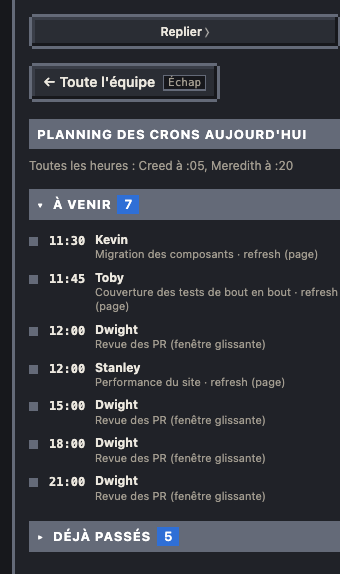 Replier ›
← Toute l'équipe Échap
PLANNING DES CRONS AUJOURD'HUI
Toutes les heures : Creed à :05, Meredith à :20
▾ À VENIR 7
11:30 Kevin
Migration des composants · refresh (page)
11:45 Toby
Couverture des tests de bout en bout · refresh
(page)
12:00 Dwight
Revue des PR (fenêtre glissante)
12:00 Stanley
Performance du site · refresh (page)
15:00 Dwight
Revue des PR (fenêtre glissante)
18:00 Dwight
Revue des PR (fenêtre glissante)
21:00 Dwight
Revue des PR (fenêtre glissante)
▸ DÉJÀ PASSÉS 5